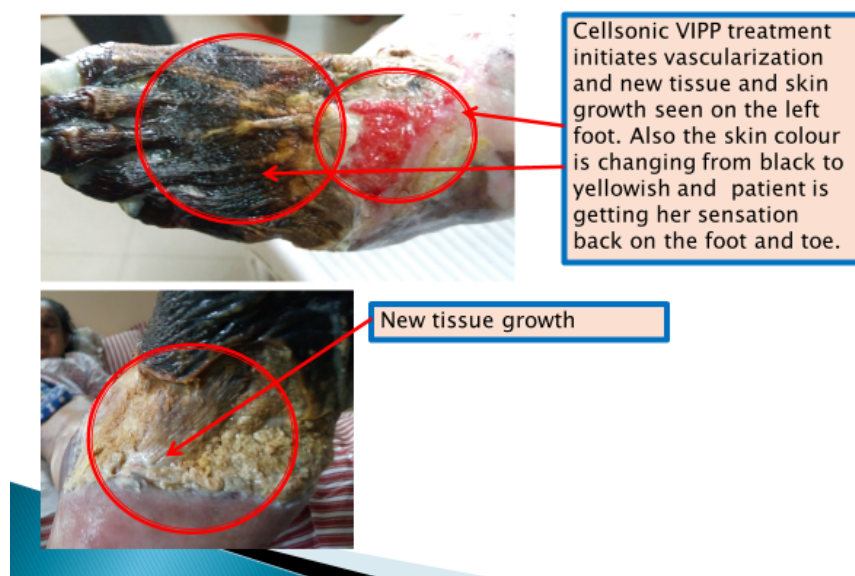 Cellsonic VIPP treatment
initiates vascularization
and new tissue and skin
growth seen on the left
foot. Also the skin colour
is changing from black to
yellowish and patient is
getting her sensation
back on the foot and toe.
New tissue growth